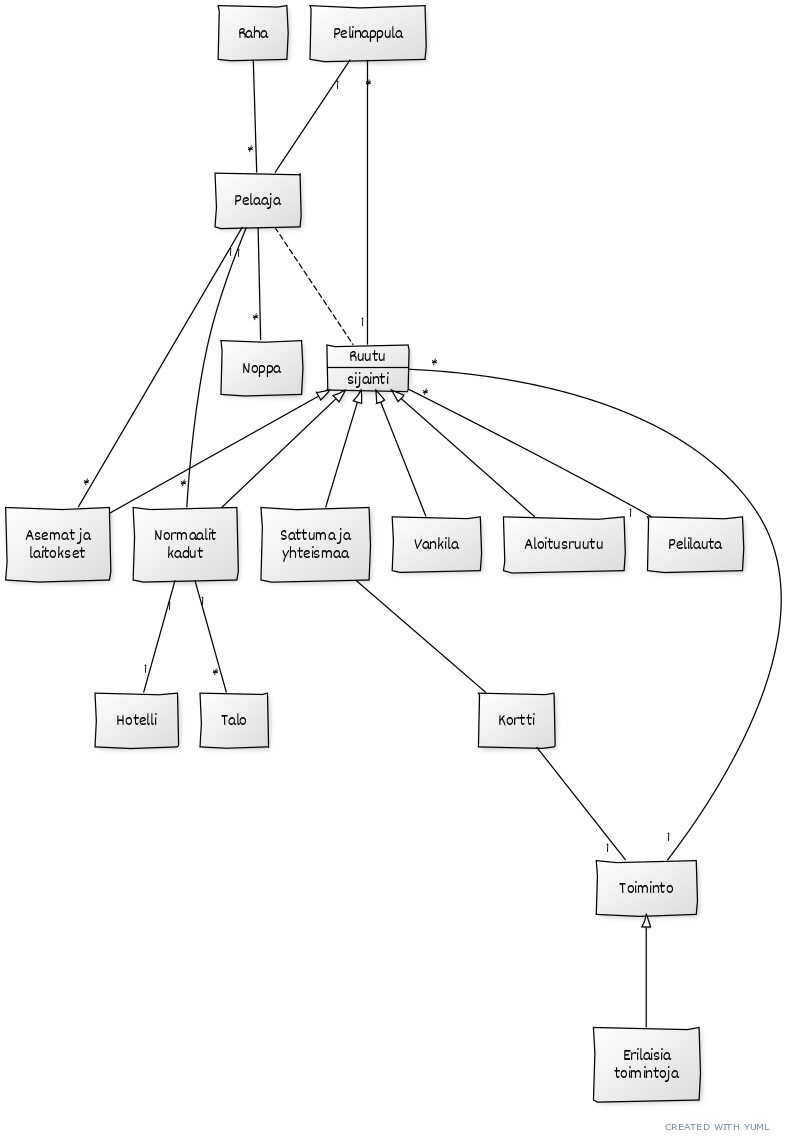 Raha
Pelinappula
1
*
*
Pelaaja
1
1
*
1
Noppa
Ruutu
sijainti
*
*
*
*
1
Asemat ja
laitokset
Normaalit
kadut
Sattuma ja
yhteismaa
Vankila
Aloitusruutu
Pelilauta
1
1
1
*
Hotelli
Talo
Kortti
1
1
Toiminto
Erilaisia
toimintoja
CREATED WITH YUML